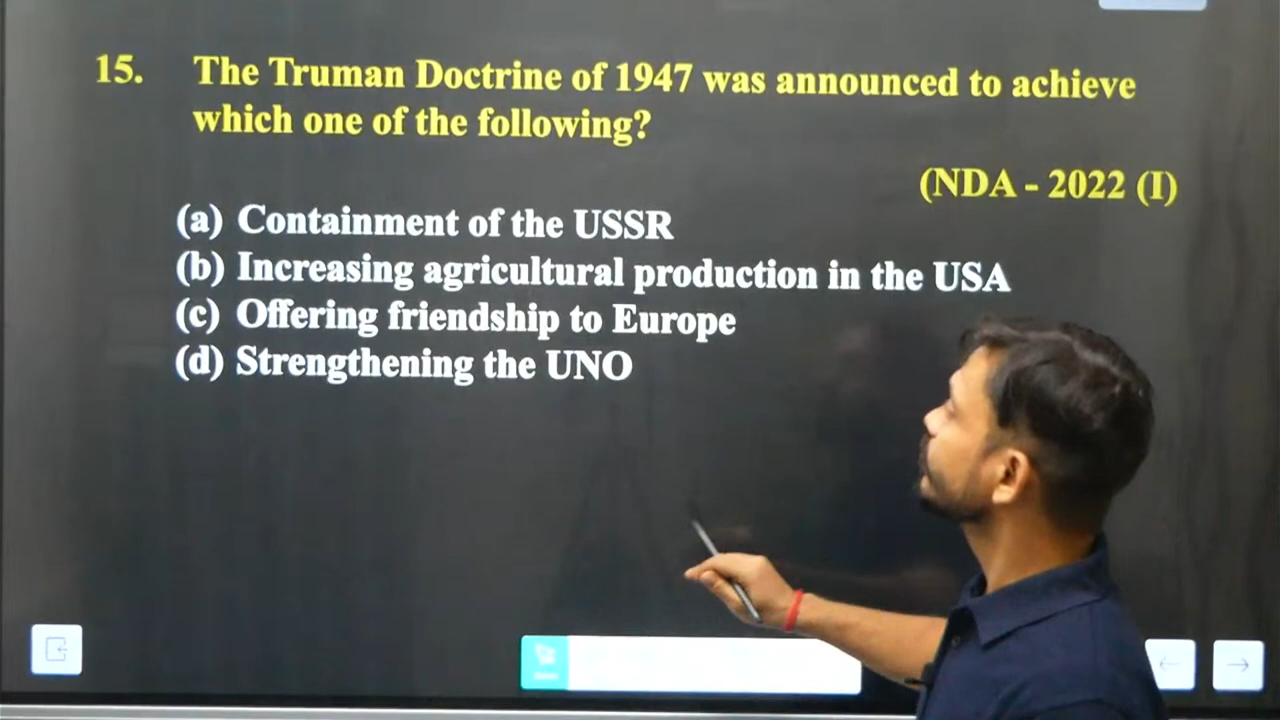 15. The Truman Doctrine of 1947 was announced to achieve
which one of the following?
(NDA - 2022 (I)
(a) Containment of the USSR
(b) Increasing agricultural production in the USA
(c) Offering friendship to Europe
(d) Strengthening the UNO